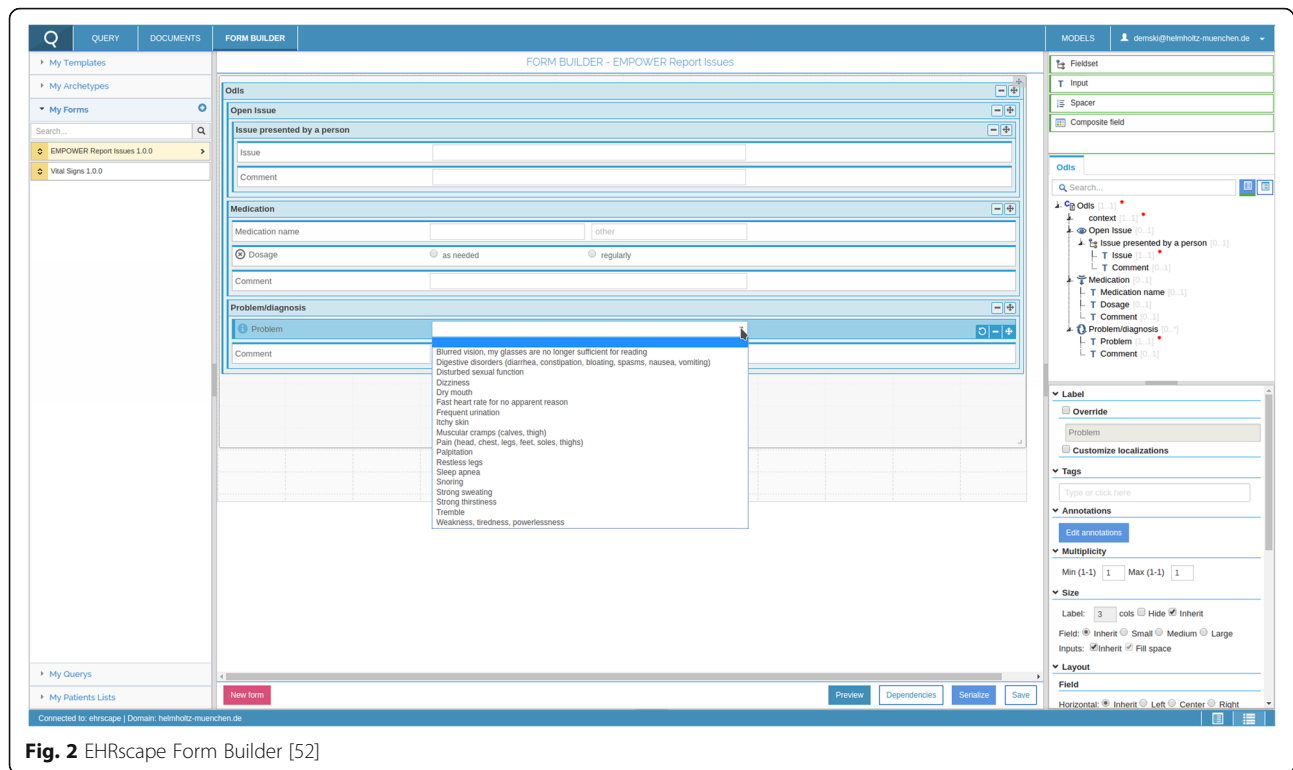 QUERY DOCUMENTS FORM BUILDER MODELS demski@helmholtz-muenchen.de
My Templates
My Archetypes
My Forms
Search...
EMPOWER Report Issues 1.0.0
Vital Signs 1.0.0
My Querys
My Patients Lists
FORM BUILDER - EMPOWER Report Issues
OdIs
Open Issue
Issue presented by a person
Issue
Comment
Medication
Medication name other
Dosage as needed regularly
Comment
Problem/diagnosis
Problem
Comment
Blurred vision, my glasses are no longer sufficient for reading
Digestive disorders (diarrhea, constipation, bloating, spasms, nausea, vomiting)
Disturbed sexual function
Dizziness
Dry mouth
Fast heart rate for no apparent reason
Frequent urination
Itchy skin
Muscular cramps (calves, thigh)
Pain (head, chest, legs, feet, soles, thighs)
Palpitation
Restless legs
Sleep apnea
Snoring
Strong sweating
Strong thirstiness
Tremble
Weakness, tiredness, powerlessness
New form Preview Dependencies Serialize Save
Fieldset
Input
Spacer
Composite field
OdIs
Search...
OdIs [1..1]
context [1..1]
Open Issue [0..1]
Issue presented by a person [0..1]
Issue [1..1]
Comment [0..1]
Medication [0..1]
Medication name [0..1]
Dosage [0..1]
Comment [0..1]
Problem/diagnosis [0..*]
Problem [1..1]
Comment [0..1]
Label
Override
Problem
Customize localizations
Tags
Type or click here
Annotations
Edit annotations
Multiplicity
Min (1-1) 1 Max (1-1) 1
Size
Label: 3 cols Hide Inherit
Field: Inherit Small Medium Large
Inputs: Inherit Fill space
Layout
Field
Horizontal: Inherit Left Center Right
Connected to: ehrscape | Domain: helmholtz-muenchen.de
Fig. 2 EHRscape Form Builder [52]